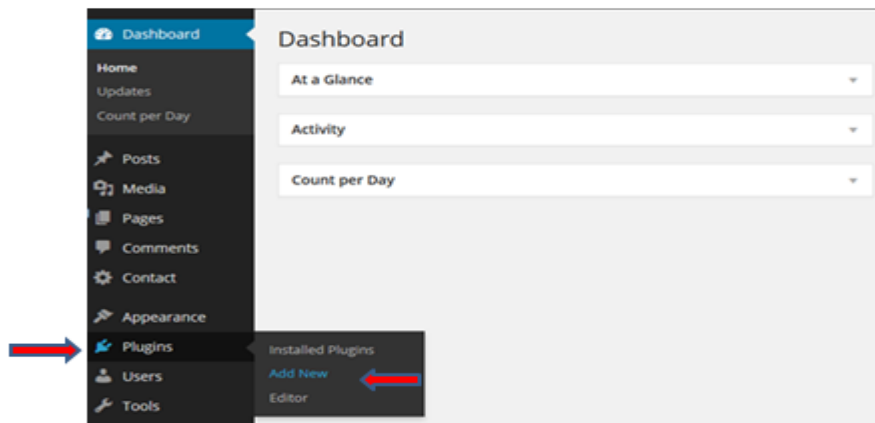 Dashboard
Home
Updates
Count per Day
Posts
Media
Pages
Comments
Contact
Appearance
Plugins
Users
Tools
Installed Plugins
Add New
Editor
Dashboard
At a Glance
Activity
Count per Day